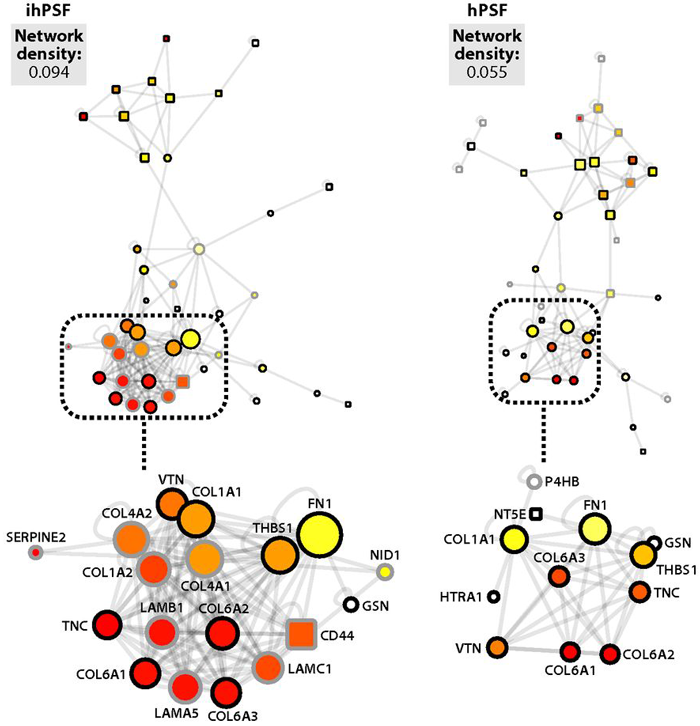 ihPSF
Network
density:
0.094
hPSF
Network
density:
0.055
VTN
COL1A1
COL4A2
FN1
THBS1
SERPINE2
COL1A2
COL4A1
NID1
GSN
LAMB1
COL6A2
TNC
CD44
COL6A1
LAMC1
LAMA5
COL6A3
P4HB
NT5E
FN1
COL1A1
GSN
COL6A3
THBS1
HTRA1
TNC
VTN
COL6A1
COL6A2